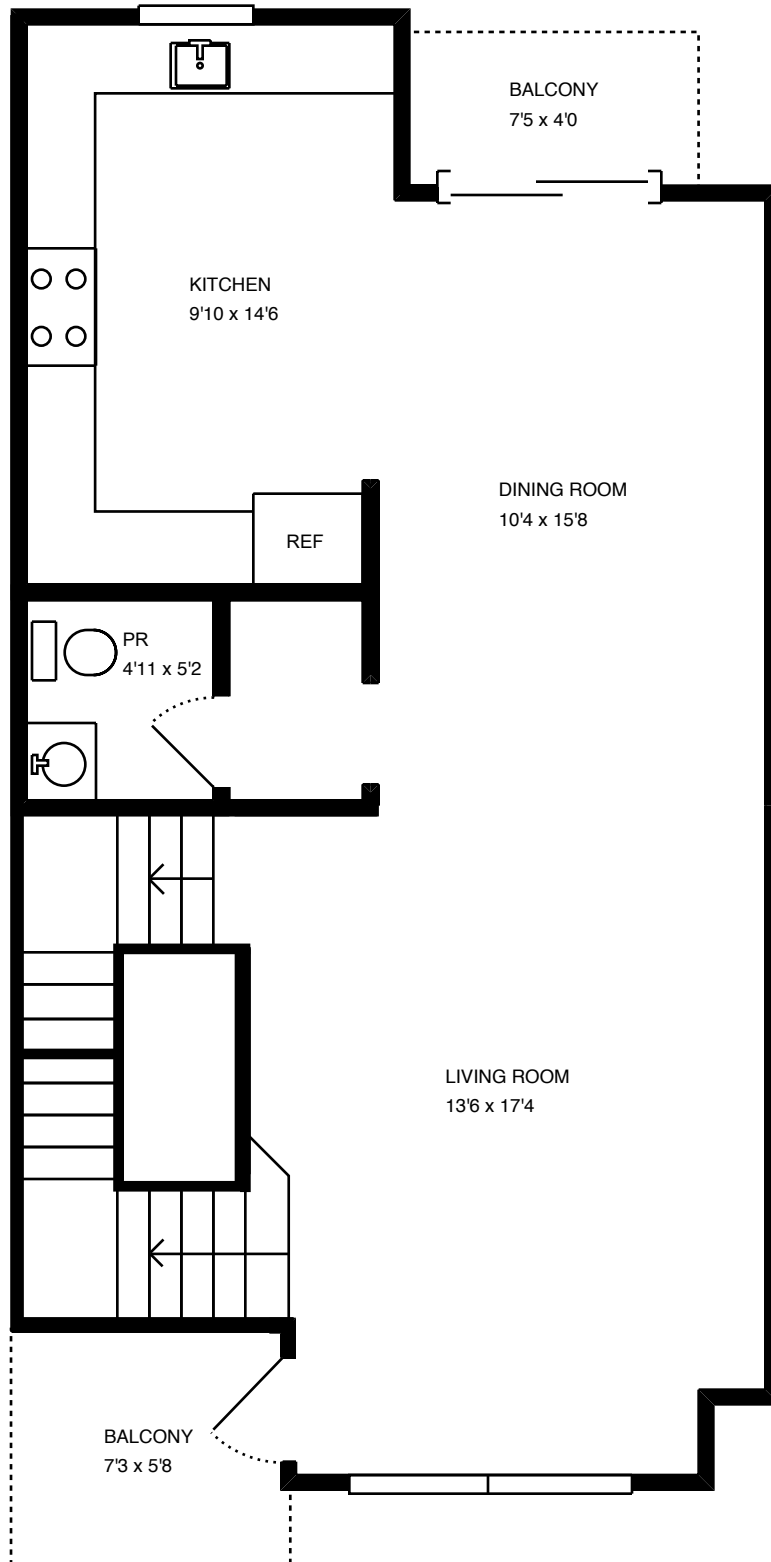 BALCONY
7'5 x 4'0
KITCHEN
9'10 x 14'6
DINING ROOM
10'4 x 15'8
REF
PR
4'11 x 5'2
LIVING ROOM
13'6 x 17'4
BALCONY
7'3 x 5'8